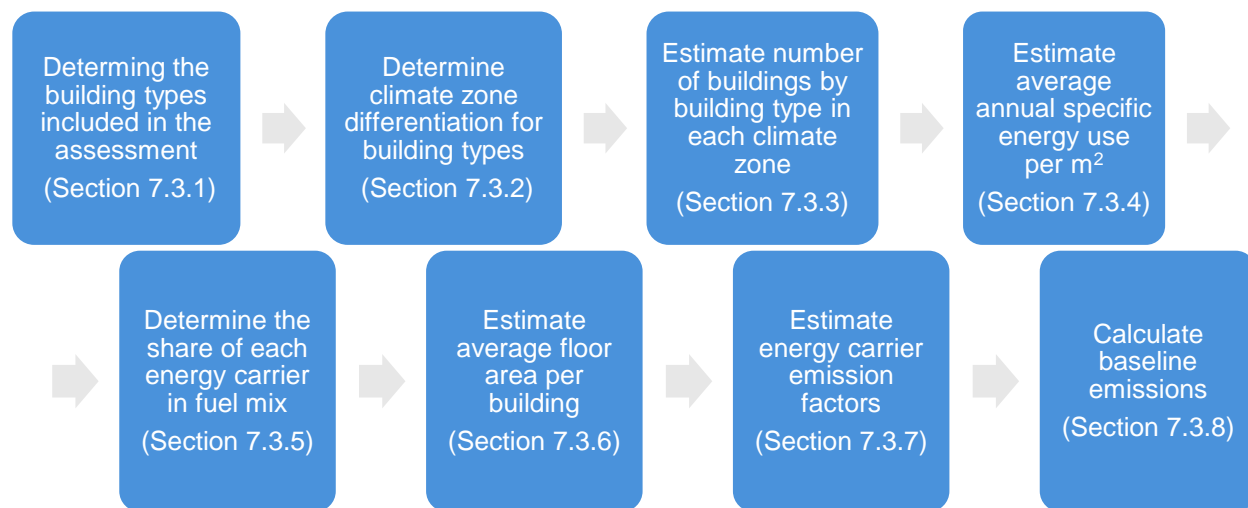 Determing the
building types
included in the
assessment
(Section 7.3.1)
Determine
climate zone
differentiation for
building types
(Section 7.3.2)
Estimate number
of buildings by
building type in
each climate
zone
(Section 7.3.3)
Estimate
average
annual specific
energy use
per m²
(Section 7.3.4)
Determine the
share of each
energy carrier
in fuel mix
(Section 7.3.5)
Estimate
average floor
area per
building
(Section 7.3.6)
Estimate
energy carrier
emission
factors
(Section 7.3.7)
Calculate
baseline
emissions
(Section 7.3.8)